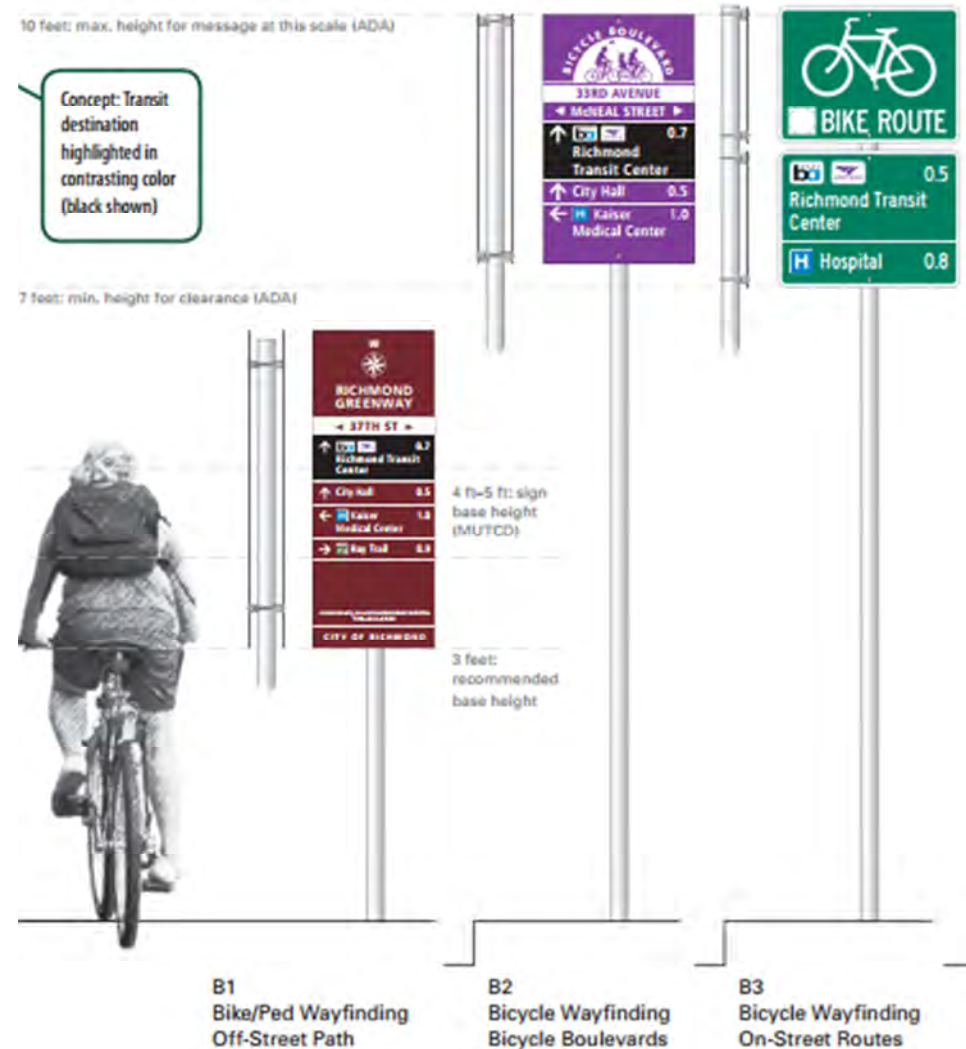 10 feet: max. height for message at this scale (ADA)
Concept: Transit
destination
highlighted in
contrasting color
(black shown)
7 feet: min. height for clearance (ADA)
BICYCLE BOULEVARD
33RD AVENUE
◄ McNEAL STREET ►
↑ 0.7
Richmond
Transit Center
↑ City Hall 0.5
← H Kaiser 1.0
Medical Center
BIKE ROUTE
0.5
Richmond Transit
Center
H Hospital 0.8
RICHMOND
GREENWAY
◄ 37TH ST ►
↑ 0.7
Richmond Transit
Center
↑ City Hall 0.5
← H Kaiser 1.0
Medical Center
→ Bay Trail 0.9
CITY OF RICHMOND
4 ft–5 ft: sign
base height
(MUTCD)
3 feet:
recommended
base height
B1
Bike/Ped Wayfinding
Off-Street Path
B2
Bicycle Wayfinding
Bicycle Boulevards
B3
Bicycle Wayfinding
On-Street Routes